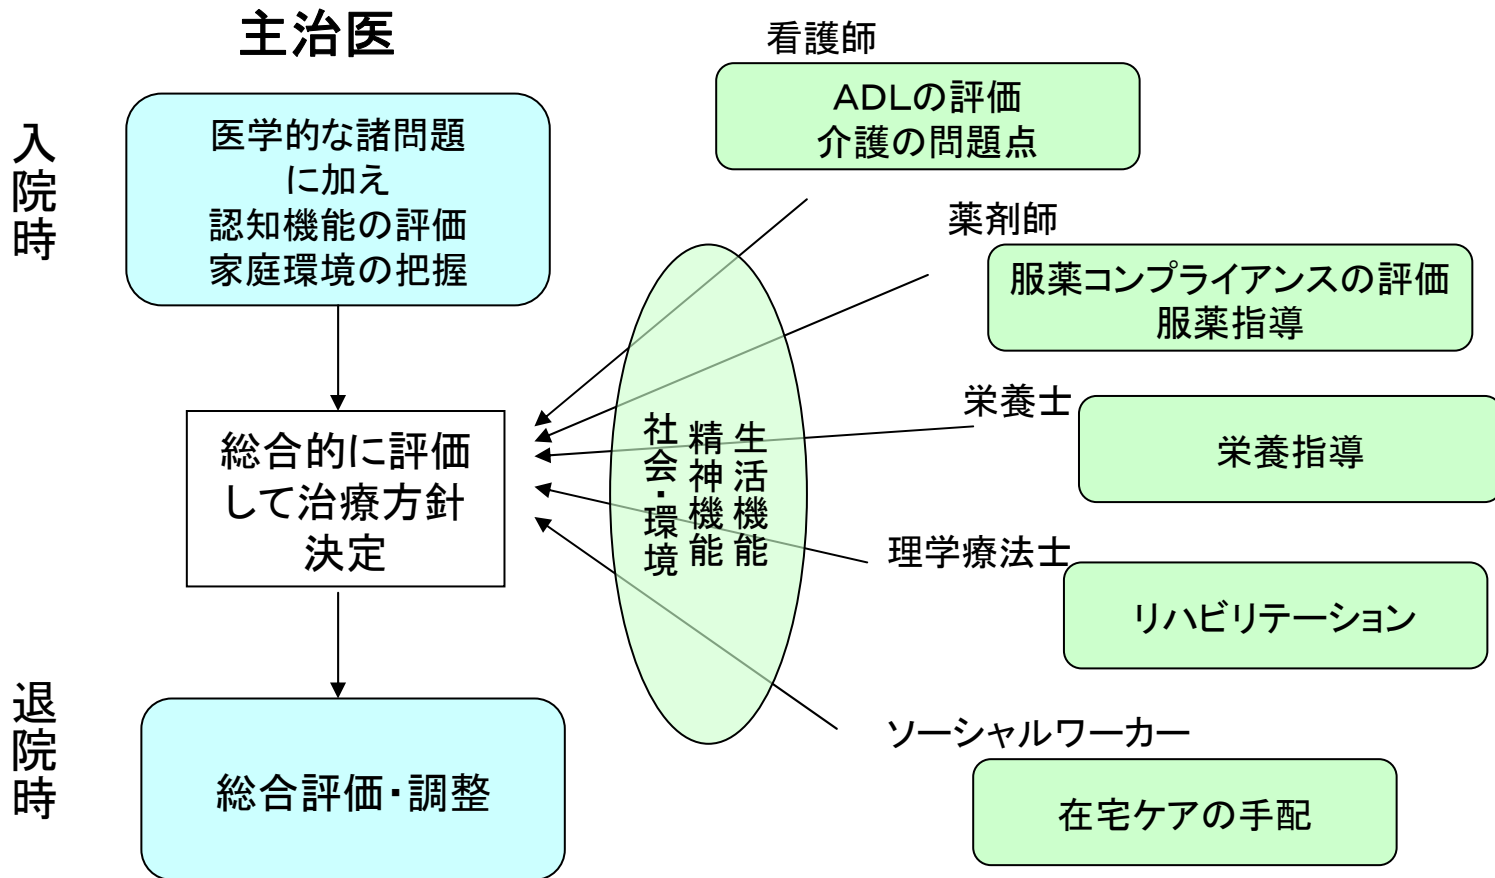 主治医
入院時
医学的な諸問題
に加え
認知機能の評価
家庭環境の把握
総合的に評価
して治療方針
決定
退院時
総合評価・調整
生活機能
精神機能
社会・環境
看護師
ADLの評価
介護の問題点
薬剤師
服薬コンプライアンスの評価
服薬指導
栄養士
栄養指導
理学療法士
リハビリテーション
ソーシャルワーカー
在宅ケアの手配